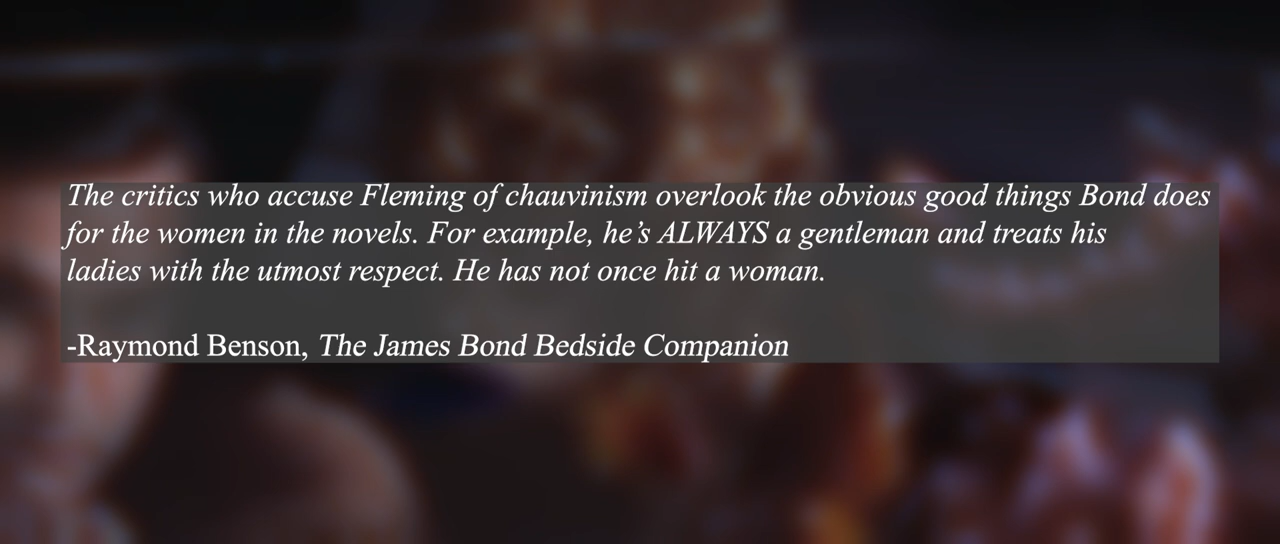 The critics who accuse Fleming of chauvinism overlook the obvious good things Bond does
for the women in the novels. For example, he’s ALWAYS a gentleman and treats his
ladies with the utmost respect. He has not once hit a woman.
-Raymond Benson, The James Bond Bedside Companion